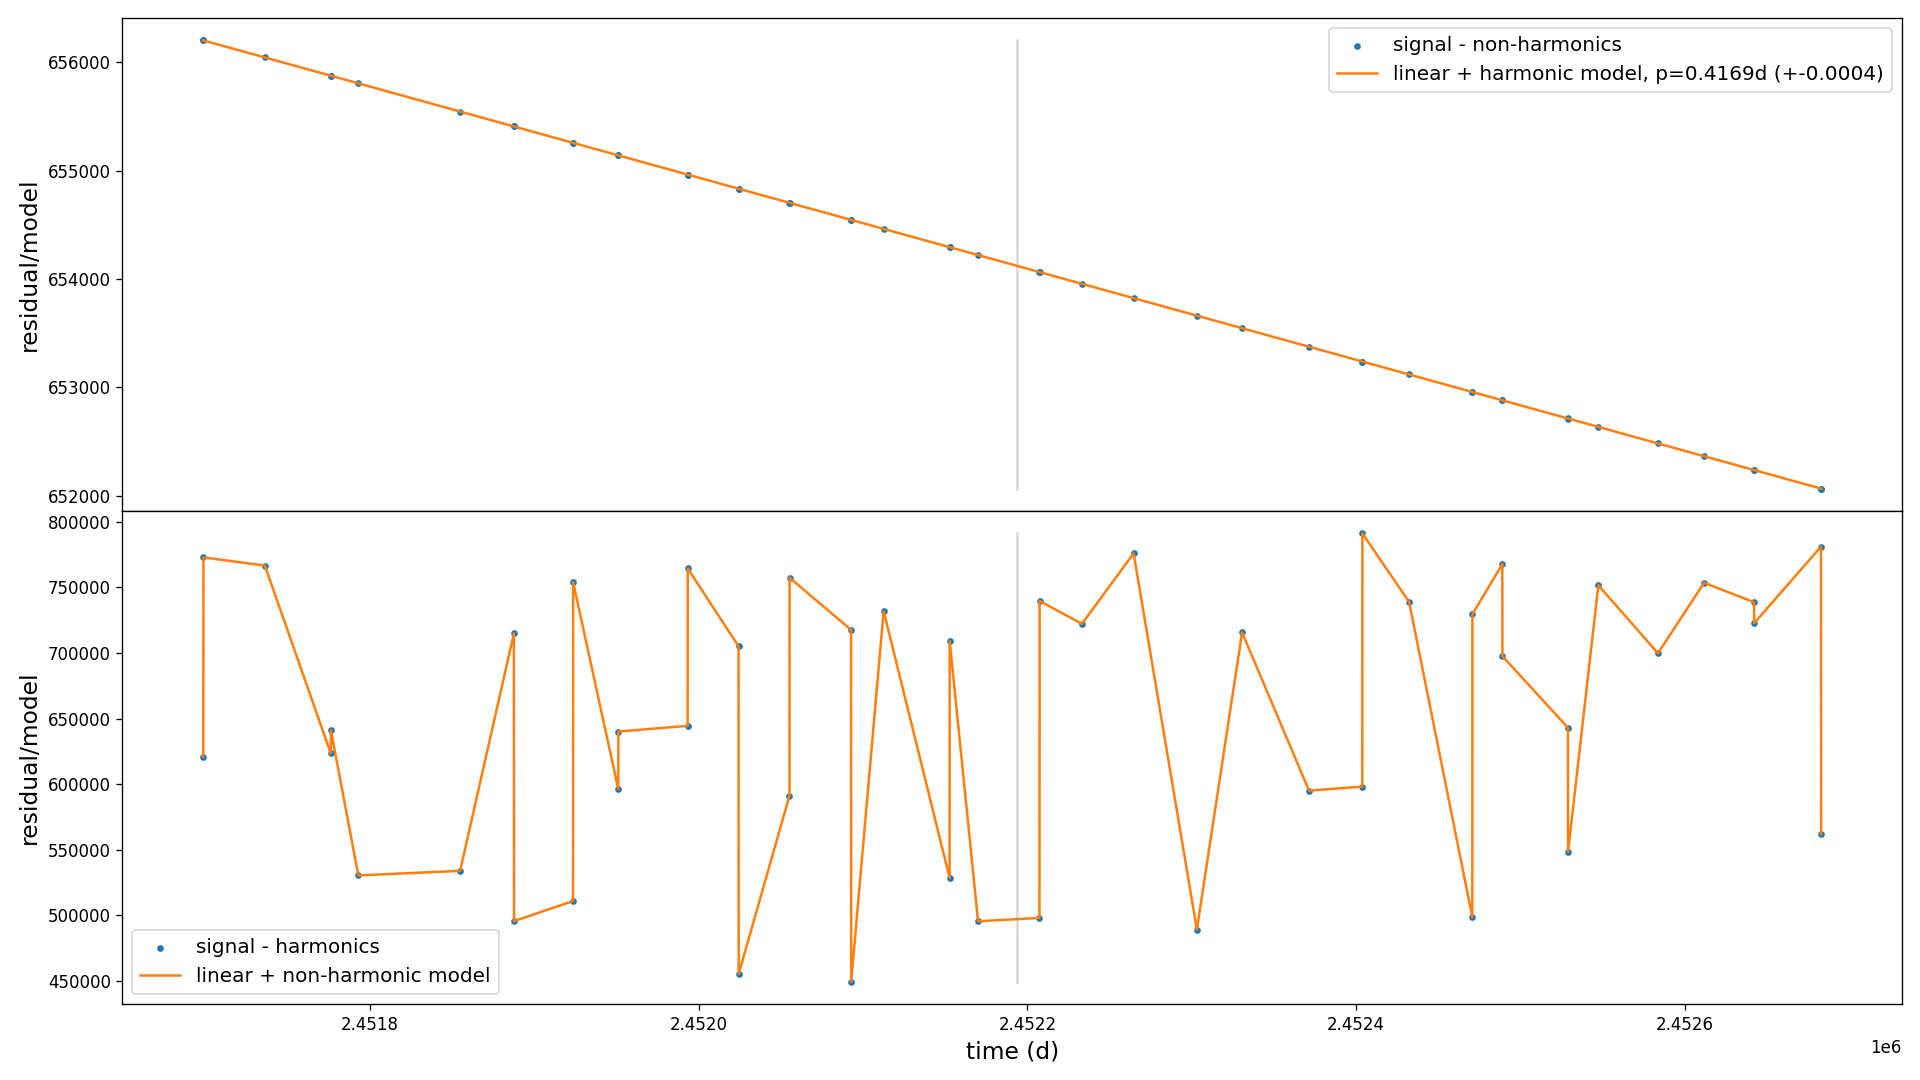 signal - non-harmonics
linear + harmonic model, p=0.4169d (+-0.0004)
656000
655000
654000
653000
652000
residual/model
800000
750000
700000
650000
600000
550000
500000
450000
residual/model
signal - harmonics
linear + non-harmonic model
2.4518
2.4520
2.4522
2.4524
2.4526
1e6
time (d)